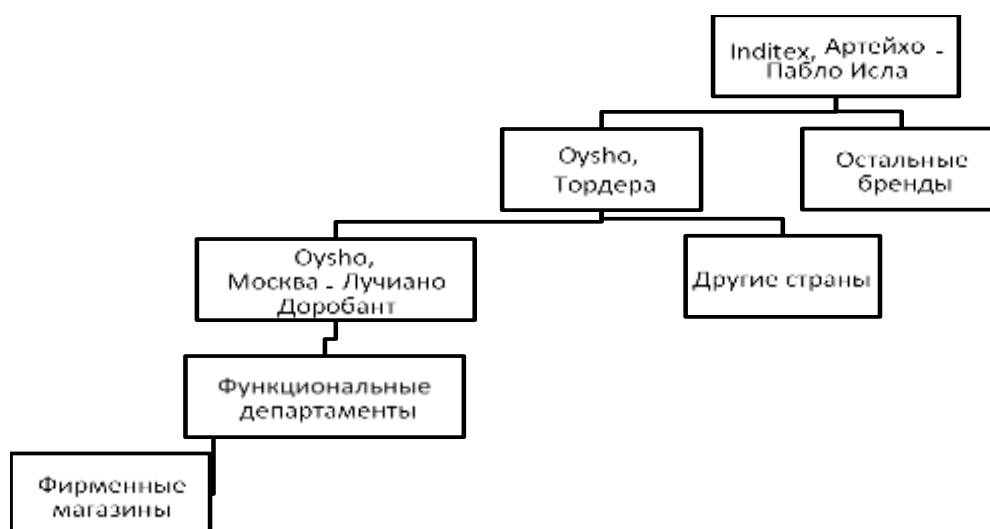 Inditex, Артейхо -
Пабло Исла
Oysho,
Тордера
Остальные
бренды
Oysho,
Москва - Лучиано
Доробант
Другие страны
Функциональные
департаменты
Фирменные
магазины